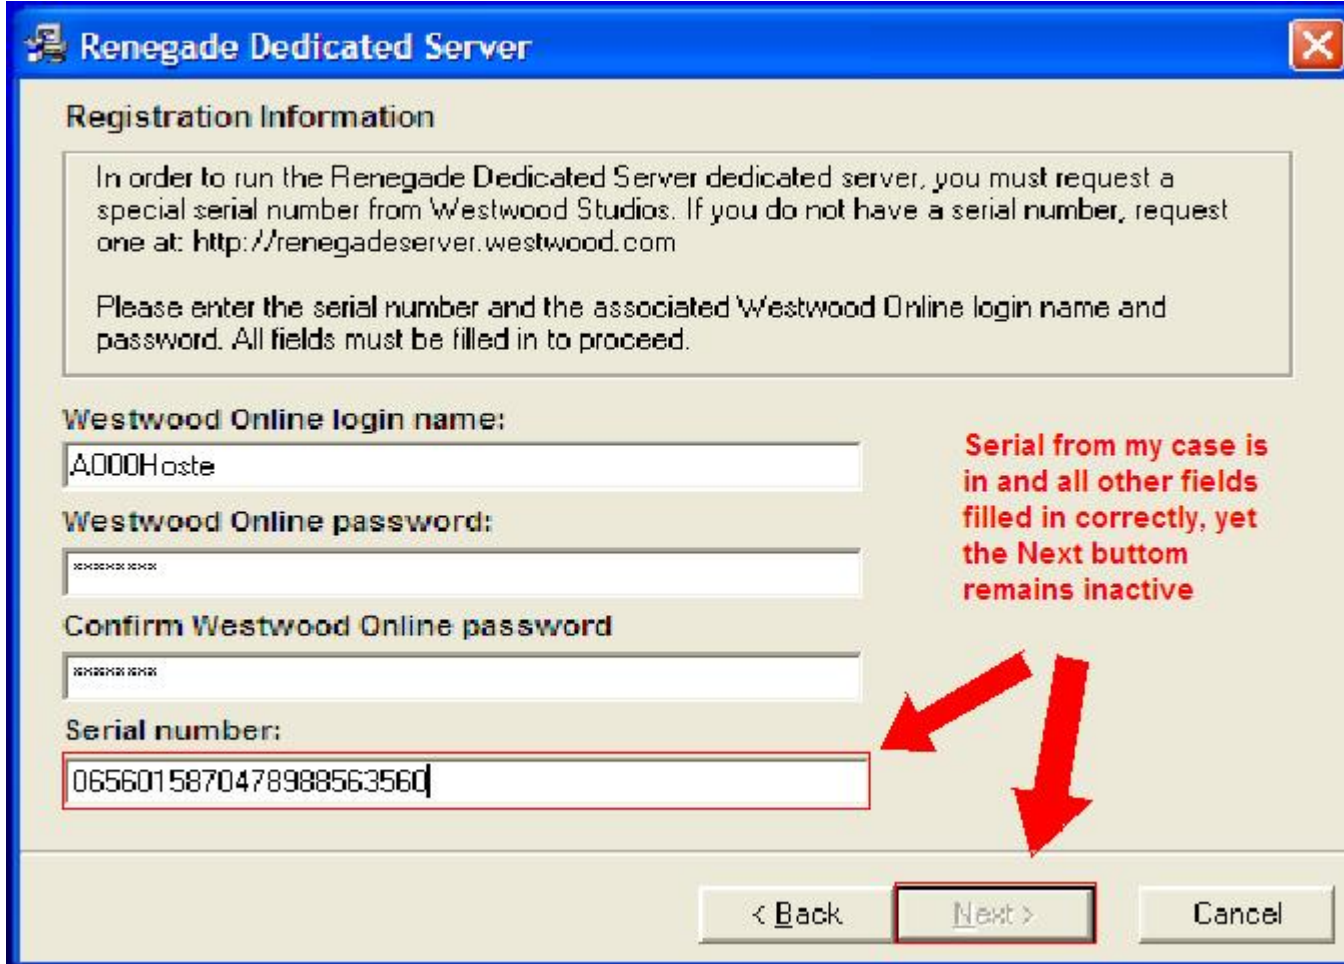 Renegade Dedicated Server
Registration Information
In order to run the Renegade Dedicated Server dedicated server, you must request a
special serial number from Westwood Studios. If you do not have a serial number, request
one at: http://renegadeserver.westwood.com
Please enter the serial number and the associated Westwood Online login name and
password. All fields must be filled in to proceed.
Westwood Online login name:
A000Hoste
Westwood Online password:
********
Confirm Westwood Online password
********
Serial number:
0656015870478988563560
Serial from my case is
in and all other fields
filled in correctly, yet
the Next buttom
remains inactive
< Back
Next >
Cancel